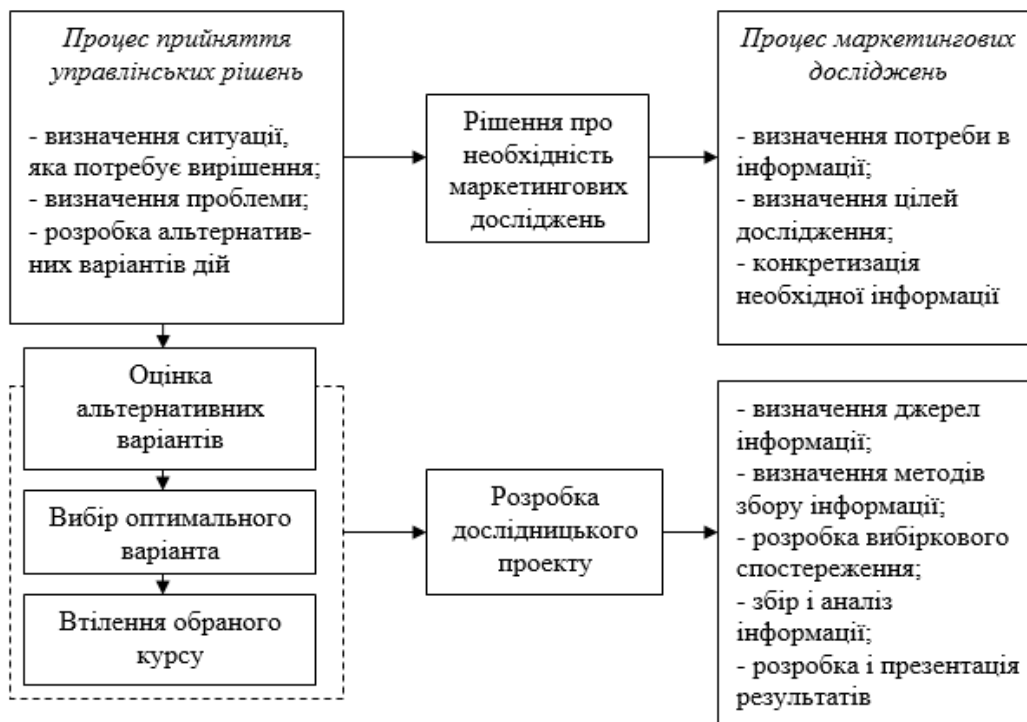 Процес прийняття
управлінських рішень
- визначення ситуації,
яка потребує вирішення;
- визначення проблеми;
- розробка альтернатив-
них варіантів дій
Рішення про
необхідність
маркетингових
досліджень
Процес маркетингових
досліджень
- визначення потреби в
інформації;
- визначення цілей
дослідження;
- конкретизація
необхідної інформації
Оцінка
альтернативних
варіантів
Вибір оптимального
варіанта
Втілення обраного
курсу
Розробка
дослідницького
проекту
- визначення джерел
інформації;
- визначення методів
збору інформації;
- розробка вибіркового
спостереження;
- збір і аналіз
інформації;
- розробка і презентація
результатів